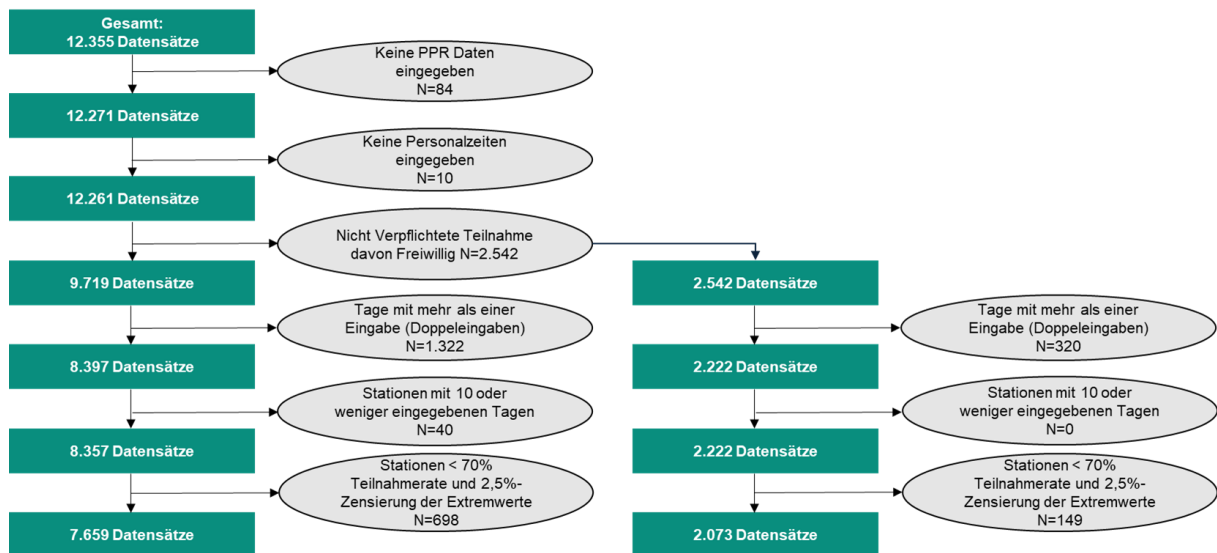 Gesamt:
12.355 Datensätze
Keine PPR Daten
eingegeben
N=84
12.271 Datensätze
Keine Personalzeiten
eingegeben
N=10
12.261 Datensätze
Nicht Verpflichtete Teilnahme
davon Freiwillig N=2.542
9.719 Datensätze
2.542 Datensätze
Tage mit mehr als einer
Eingabe (Doppeleingaben)
N=1.322
Tage mit mehr als einer
Eingabe (Doppeleingaben)
N=320
8.397 Datensätze
2.222 Datensätze
Stationen mit 10 oder
weniger eingegebenen Tagen
N=40
Stationen mit 10 oder
weniger eingegebenen Tagen
N=0
8.357 Datensätze
2.222 Datensätze
Stationen < 70%
Teilnahmerate und 2,5%-
Zensierung der Extremwerte
N=698
Stationen < 70%
Teilnahmerate und 2,5%-
Zensierung der Extremwerte
N=149
7.659 Datensätze
2.073 Datensätze